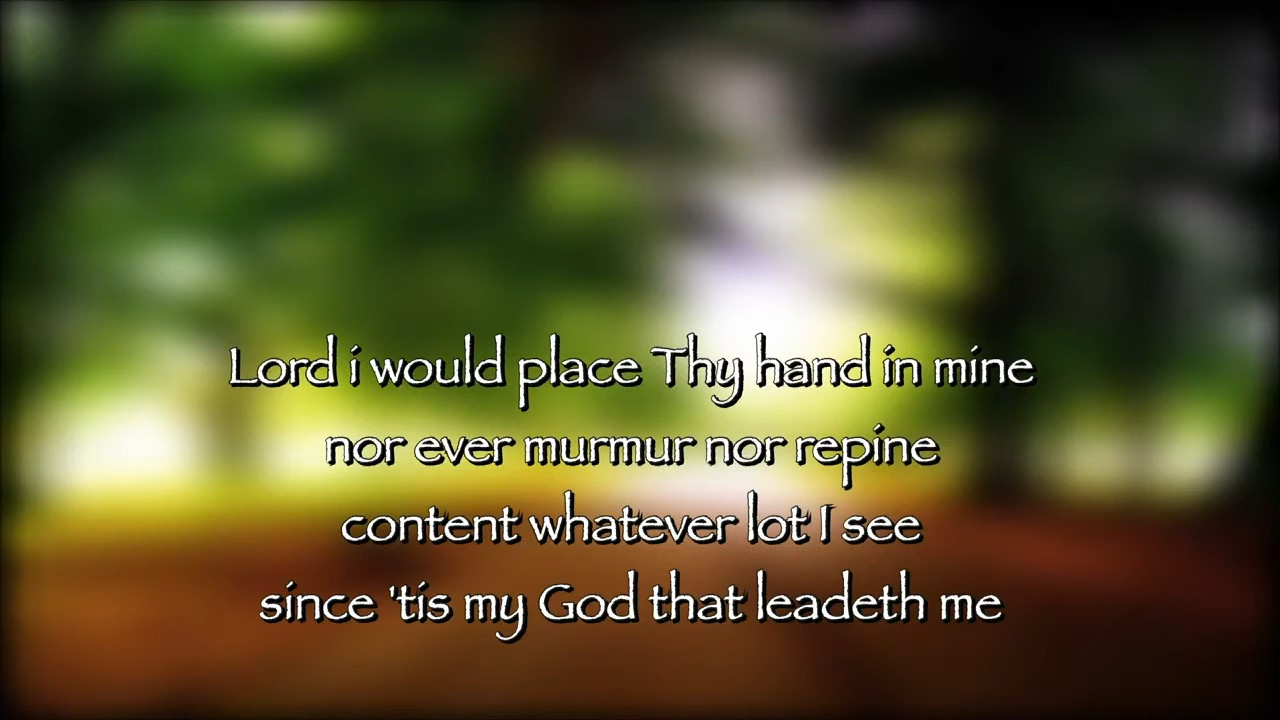 Lord i would place Thy hand in mine
nor ever murmur nor repine
content whatever lot I see
since 'tis my God that leadeth me